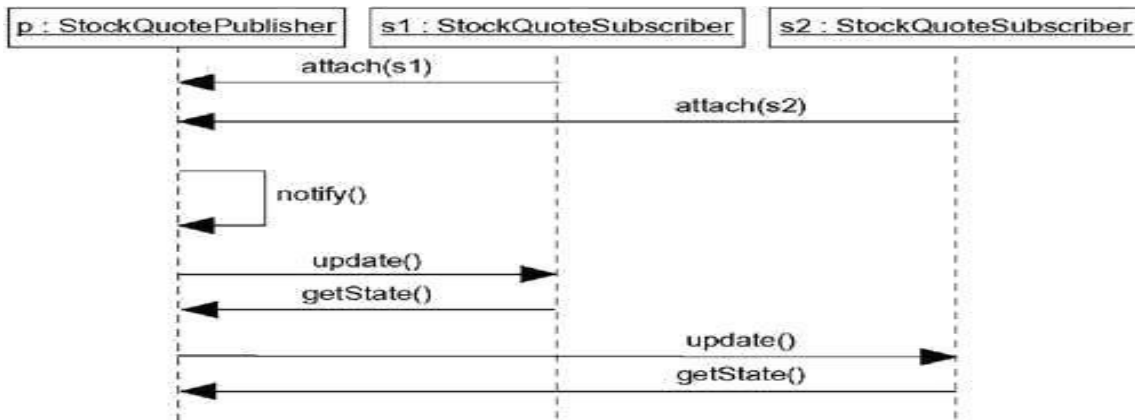 p : StockQuotePublisher
s1 : StockQuoteSubscriber
s2 : StockQuoteSubscriber
attach(s1)
attach(s2)
notify()
update()
getState()
update()
getState()